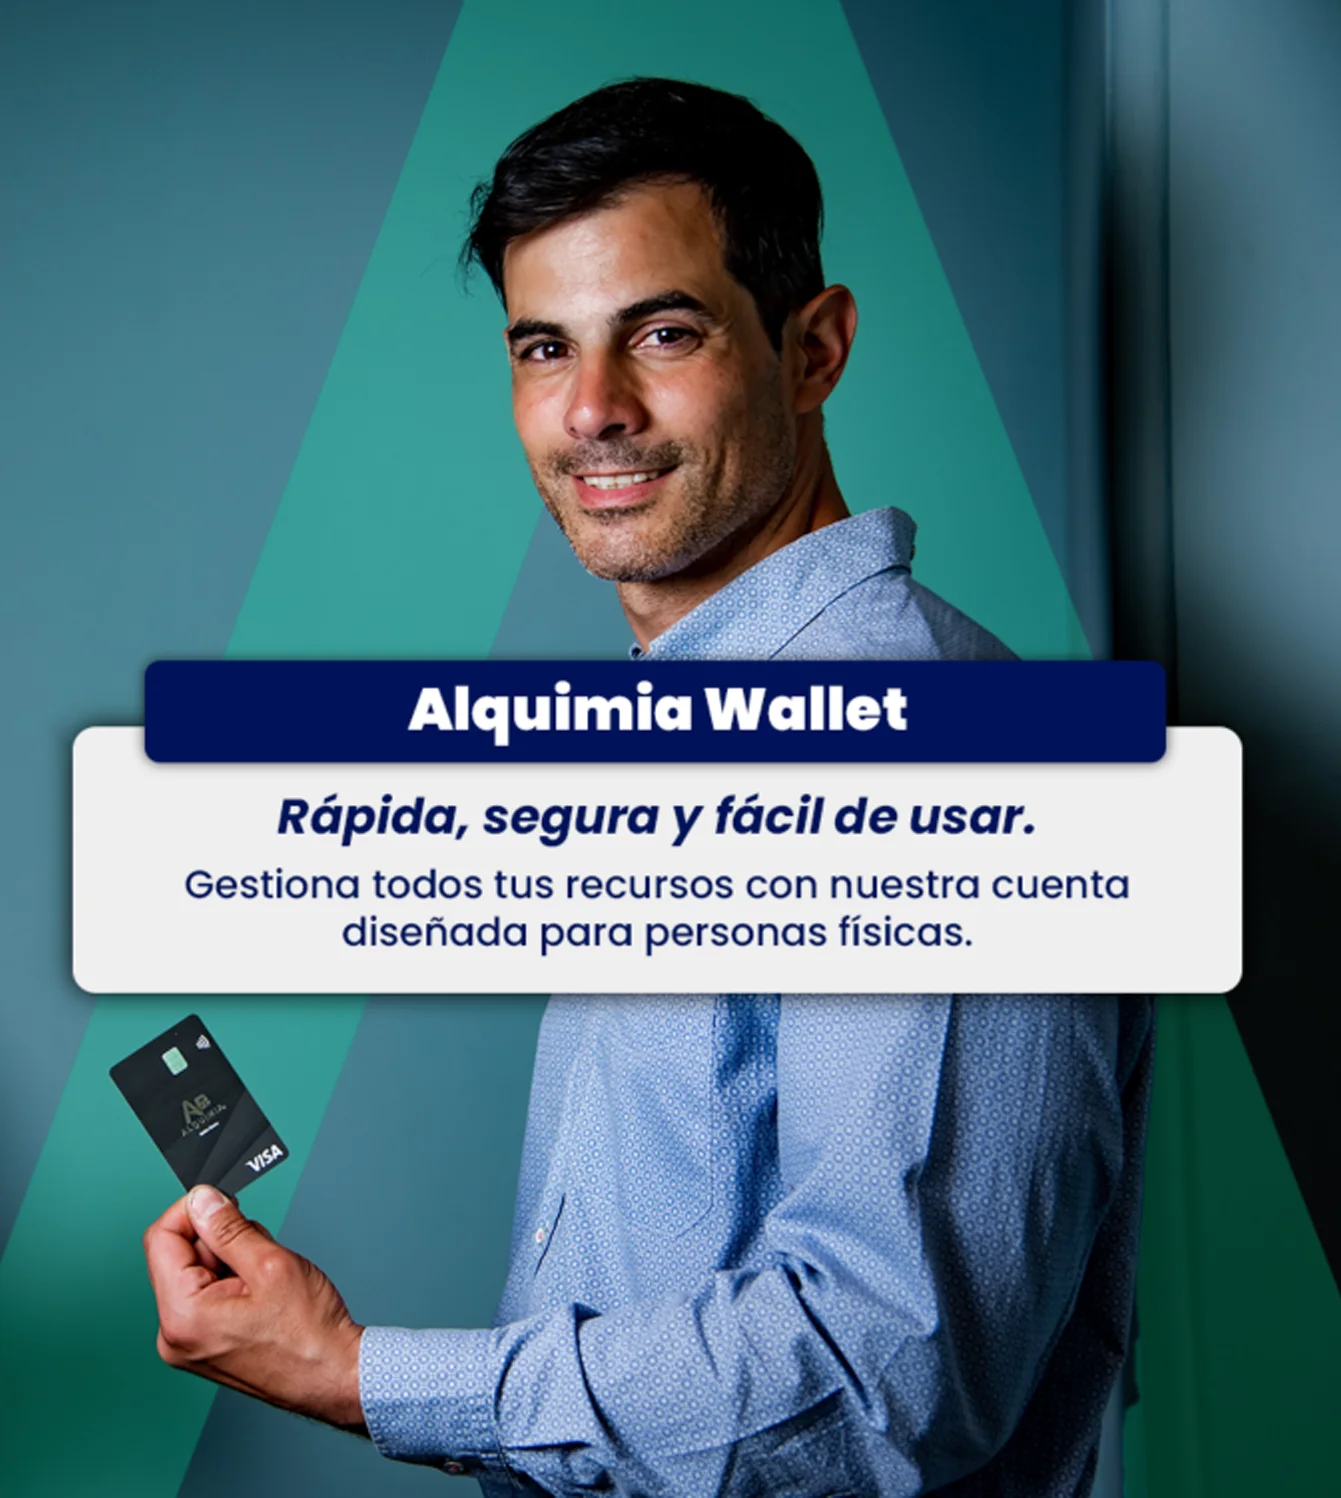 Alquimia Wallet
Rápida, segura y fácil de usar.
Gestiona todos tus recursos con nuestra cuenta
diseñada para personas físicas.
ALQUIMIA
VISA